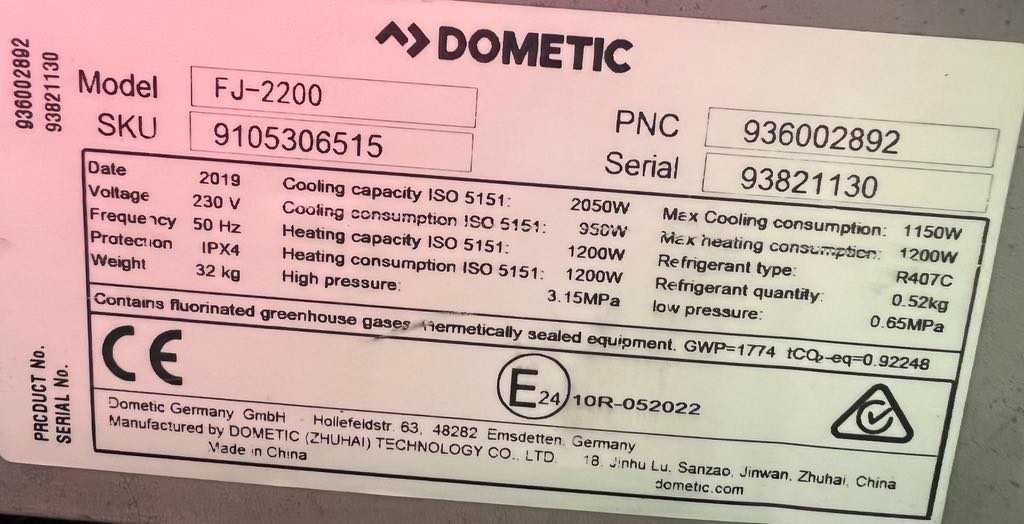 DOMETIC
Model FJ-2200
SKU 9105306515
PNC 936002892
Serial 93821130
936002892
93821130
Date 2019
Voltage 230 V
Frequency 50 Hz
Protection IPX4
Weight 32 kg
Cooling capacity ISO 5151: 2050W
Cooling consumption ISO 5151: 950W
Heating capacity ISO 5151: 1200W
Heating consumption ISO 5151: 1200W
High pressure: 3.15MPa
Max Cooling consumption: 1150W
Max heating consumption: 1200W
Refrigerant type: R407C
Refrigerant quantity: 0.52kg
low pressure: 0.65MPa
Contains fluorinated greenhouse gases, hermetically sealed equipment. GWP=1774 tCO₂-eq=0.92248
CE
E24 10R-052022
Dometic Germany GmbH Hollefeldstr. 63, 48282 Emsdetten, Germany
Manufactured by DOMETIC (ZHUHAI) TECHNOLOGY CO., LTD. 18, Jinhu Lu. Sanzao, Jinwan, Zhuhai, China
Made in China
dometic.com
PRODUCT No.
SERIAL No.